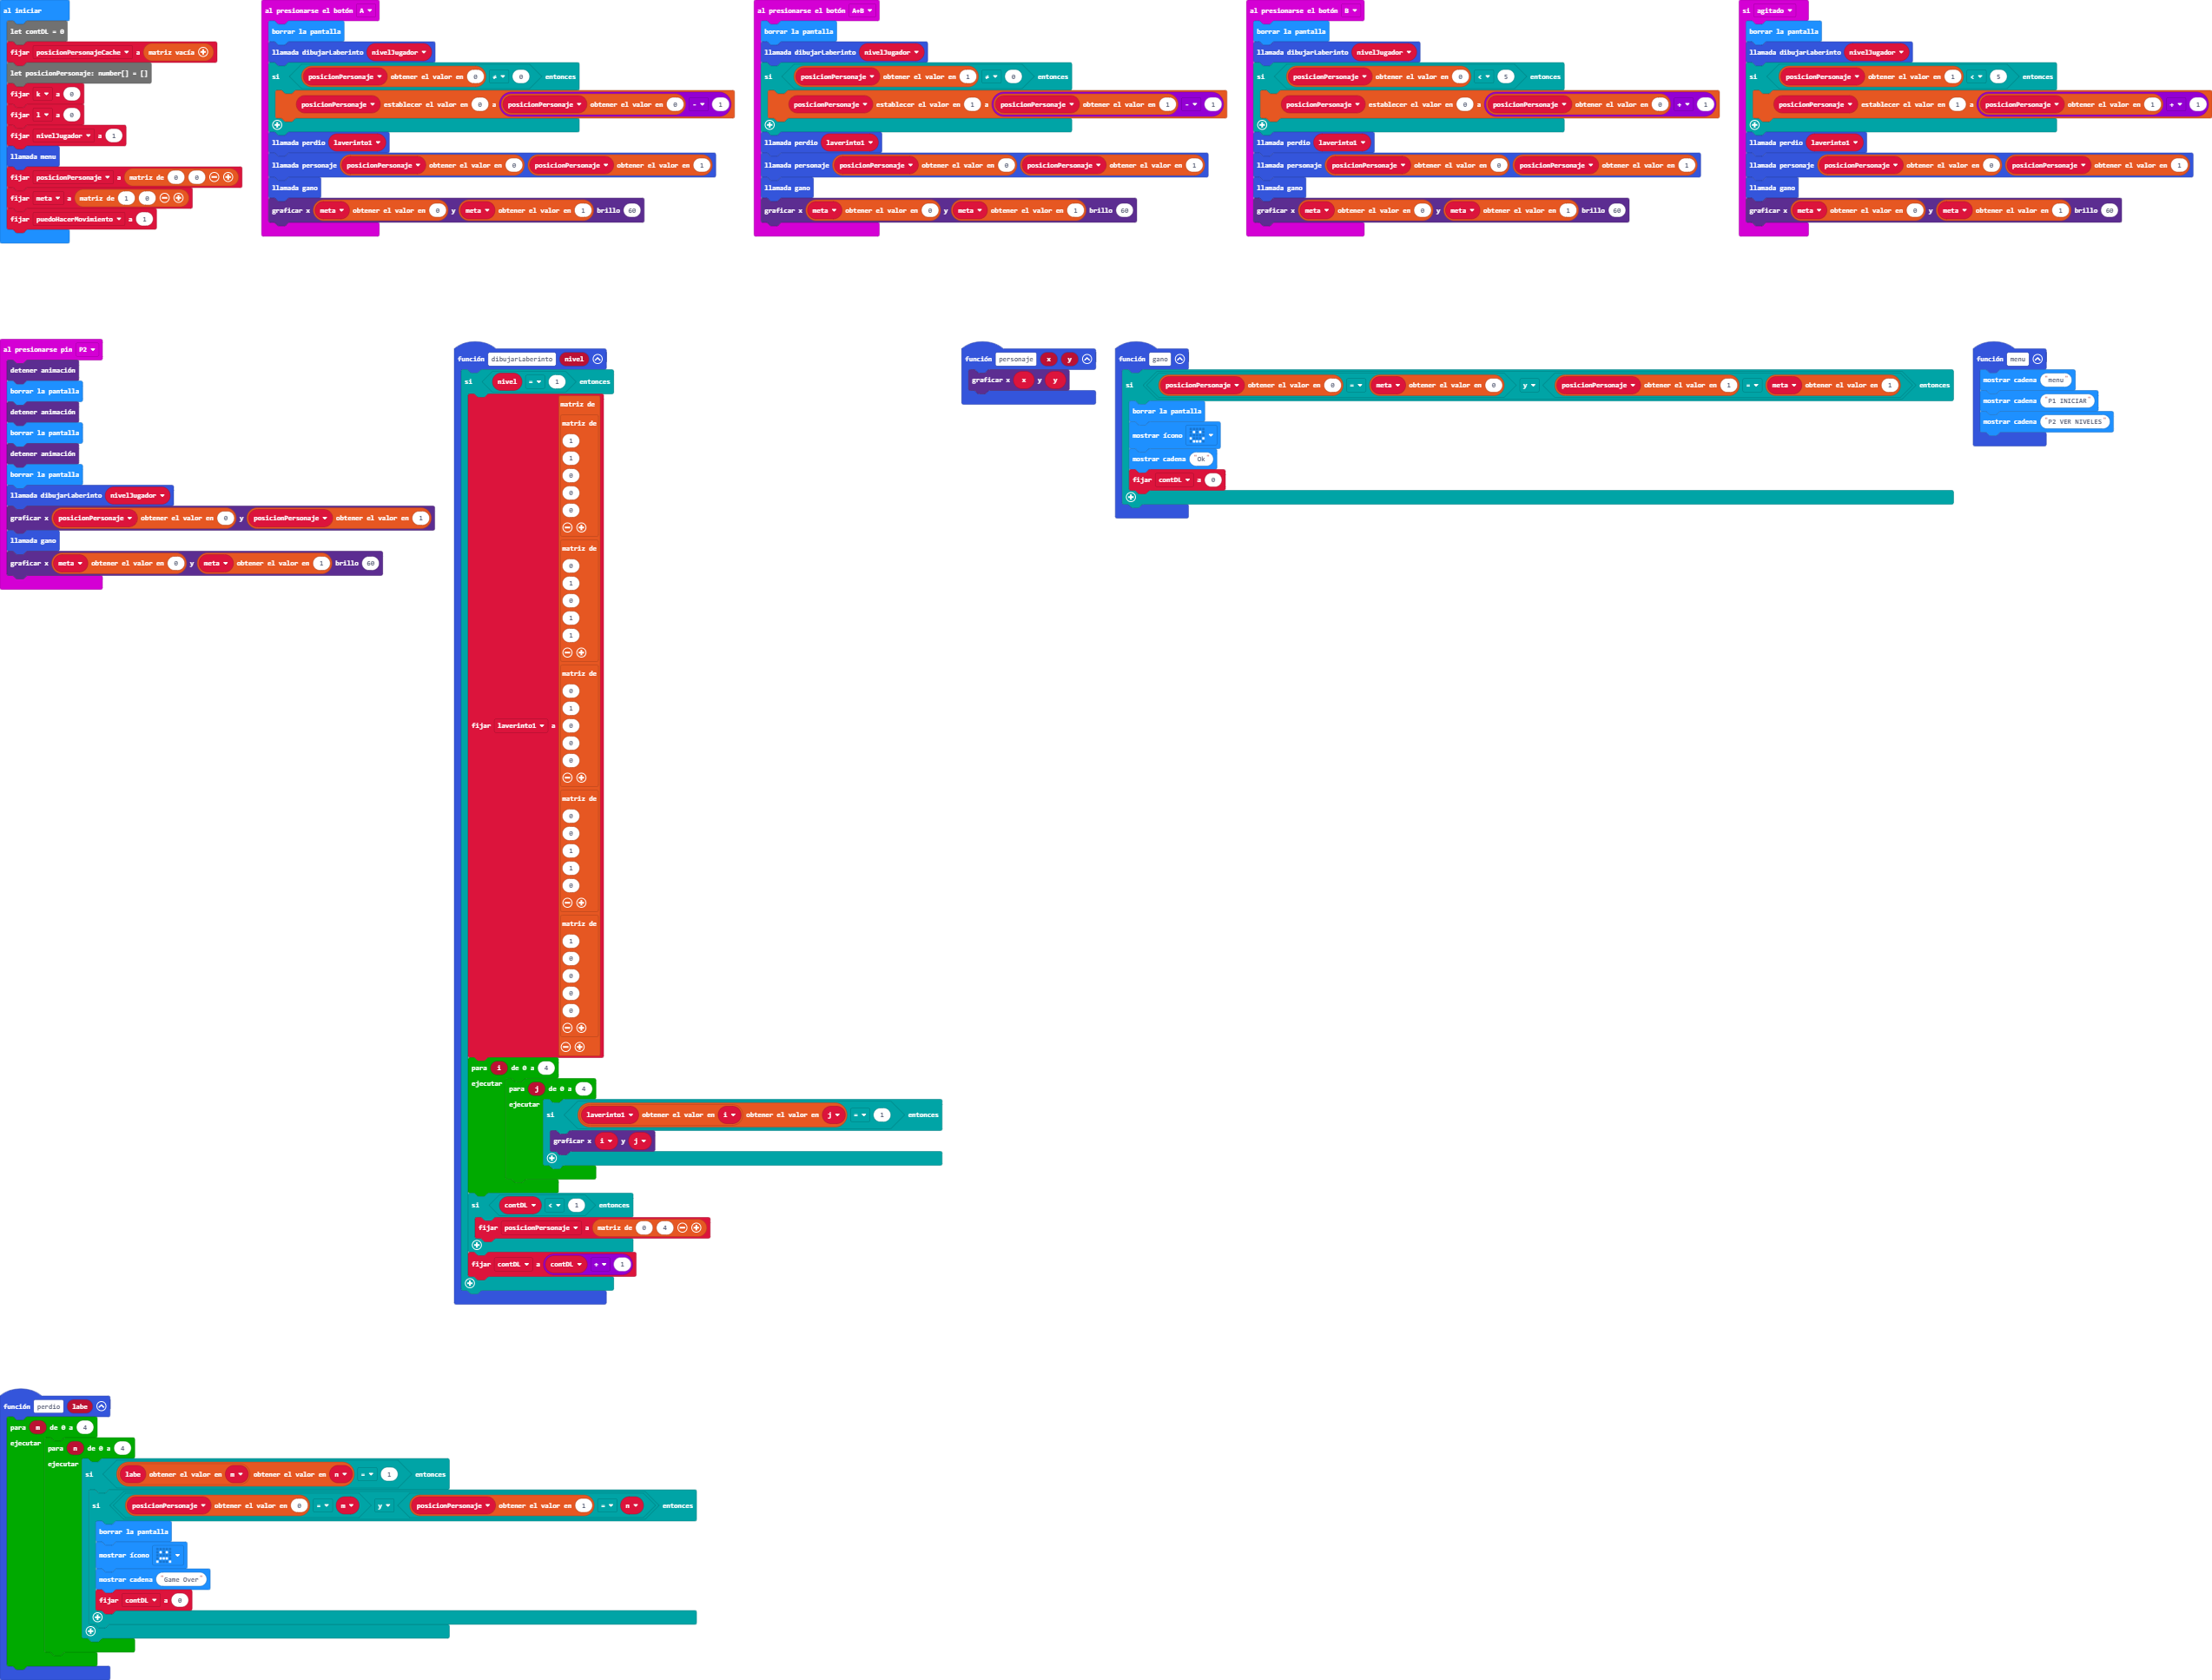 al iniciar
let contDL = 0
fijar posicionPersonajeCache a matriz vacía
let posicionPersonaje: number[] = []
fijar k a 0
fijar l a 0
fijar nivelJugador a 1
llamada menu
fijar posicionPersonaje a matriz de 0 0
fijar meta a matriz de 1 0
fijar puedoHacerMovimiento a 1
al presionarse el botón A
borrar la pantalla
llamada dibujarLaberinto nivelJugador
si posicionPersonaje obtener el valor en 0 ≠ 0 entonces
posicionPersonaje establecer el valor en 0 a posicionPersonaje obtener el valor en 0 - 1
llamada perdio laverinto1
llamada personaje posicionPersonaje obtener el valor en 0 posicionPersonaje obtener el valor en 1
llamada gano
graficar x meta obtener el valor en 0 y meta obtener el valor en 1 brillo 60
al presionarse el botón A+B
borrar la pantalla
llamada dibujarLaberinto nivelJugador
si posicionPersonaje obtener el valor en 1 ≠ 0 entonces
posicionPersonaje establecer el valor en 1 a posicionPersonaje obtener el valor en 1 - 1
llamada perdio laverinto1
llamada personaje posicionPersonaje obtener el valor en 0 posicionPersonaje obtener el valor en 1
llamada gano
graficar x meta obtener el valor en 0 y meta obtener el valor en 1 brillo 60
al presionarse el botón B
borrar la pantalla
llamada dibujarLaberinto nivelJugador
si posicionPersonaje obtener el valor en 0 < 5 entonces
posicionPersonaje establecer el valor en 0 a posicionPersonaje obtener el valor en 0 + 1
llamada perdio laverinto1
llamada personaje posicionPersonaje obtener el valor en 0 posicionPersonaje obtener el valor en 1
llamada gano
graficar x meta obtener el valor en 0 y meta obtener el valor en 1 brillo 60
si agitado
borrar la pantalla
llamada dibujarLaberinto nivelJugador
si posicionPersonaje obtener el valor en 1 < 5 entonces
posicionPersonaje establecer el valor en 1 a posicionPersonaje obtener el valor en 1 + 1
llamada perdio laverinto1
llamada personaje posicionPersonaje obtener el valor en 0 posicionPersonaje obtener el valor en 1
llamada gano
graficar x meta obtener el valor en 0 y meta obtener el valor en 1 brillo 60
al presionarse pin P2
detener animación
borrar la pantalla
detener animación
borrar la pantalla
detener animación
borrar la pantalla
llamada dibujarLaberinto nivelJugador
graficar x posicionPersonaje obtener el valor en 0 y posicionPersonaje obtener el valor en 1
llamada gano
graficar x meta obtener el valor en 0 y meta obtener el valor en 1 brillo 60
función dibujarLaberinto nivel
si nivel = 1 entonces
fijar laverinto1 a
matriz de
matriz de
1
1
0
0
0
matriz de
0
1
0
1
1
matriz de
0
1
0
0
0
matriz de
0
0
1
1
0
matriz de
1
0
0
0
0
para i de 0 a 4
ejecutar
para j de 0 a 4
ejecutar
si laverinto1 obtener el valor en i obtener el valor en j = 1 entonces
graficar x i y j
si contDL < 1 entonces
fijar posicionPersonaje a matriz de 0 4
fijar contDL a contDL + 1
función personaje x y
graficar x x y y
función gano
si posicionPersonaje obtener el valor en 0 = meta obtener el valor en 0 y posicionPersonaje obtener el valor en 1 = meta obtener el valor en 1 entonces
borrar la pantalla
mostrar ícono
mostrar cadena "Ok"
fijar contDL a 0
función menu
mostrar cadena "menu"
mostrar cadena "P1 INICIAR"
mostrar cadena "P2 VER NIVELES"
función perdio labe
para m de 0 a 4
ejecutar
para n de 0 a 4
ejecutar
si labe obtener el valor en m obtener el valor en n = 1 entonces
si posicionPersonaje obtener el valor en 0 = m y posicionPersonaje obtener el valor en 1 = n entonces
borrar la pantalla
mostrar ícono
mostrar cadena "Game Over"
fijar contDL a 0